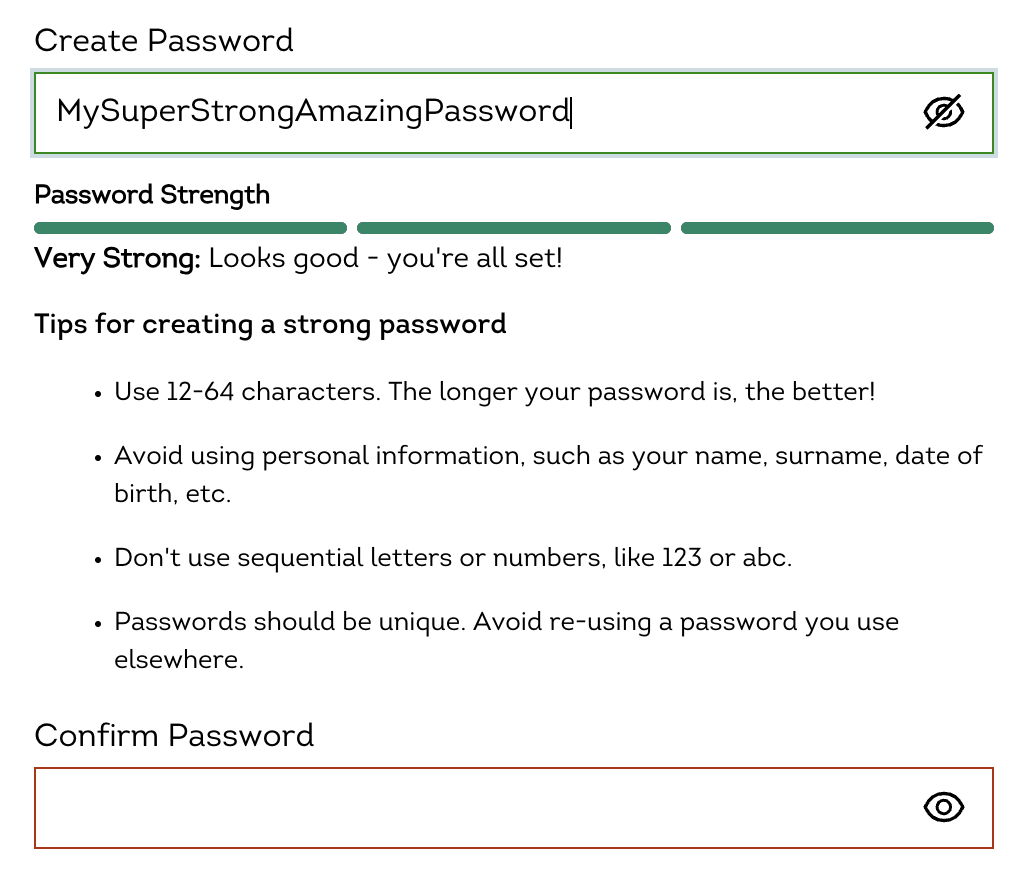 Create Password
MySuperStrongAmazingPassword
Password Strength
Very Strong: Looks good - you're all set!
Tips for creating a strong password
• Use 12-64 characters. The longer your password is, the better!
• Avoid using personal information, such as your name, surname, date of
birth, etc.
• Don't use sequential letters or numbers, like 123 or abc.
• Passwords should be unique. Avoid re-using a password you use
elsewhere.
Confirm Password